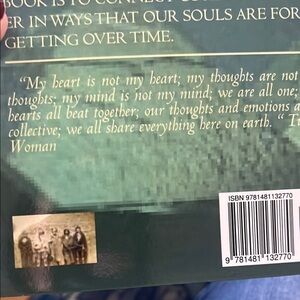 BOOK IS TO CONNECT
ER IN WAYS THAT OUR SOULS ARE FOR
GETTING OVER TIME.
"My heart is not my heart; my thoughts are not
thoughts; my mind is not my mind; we are all one;
hearts all beat together; our thoughts and emotions a
collective; we all share everything here on earth. "
Woman
ISBN 9781481132770
9 781481 132770